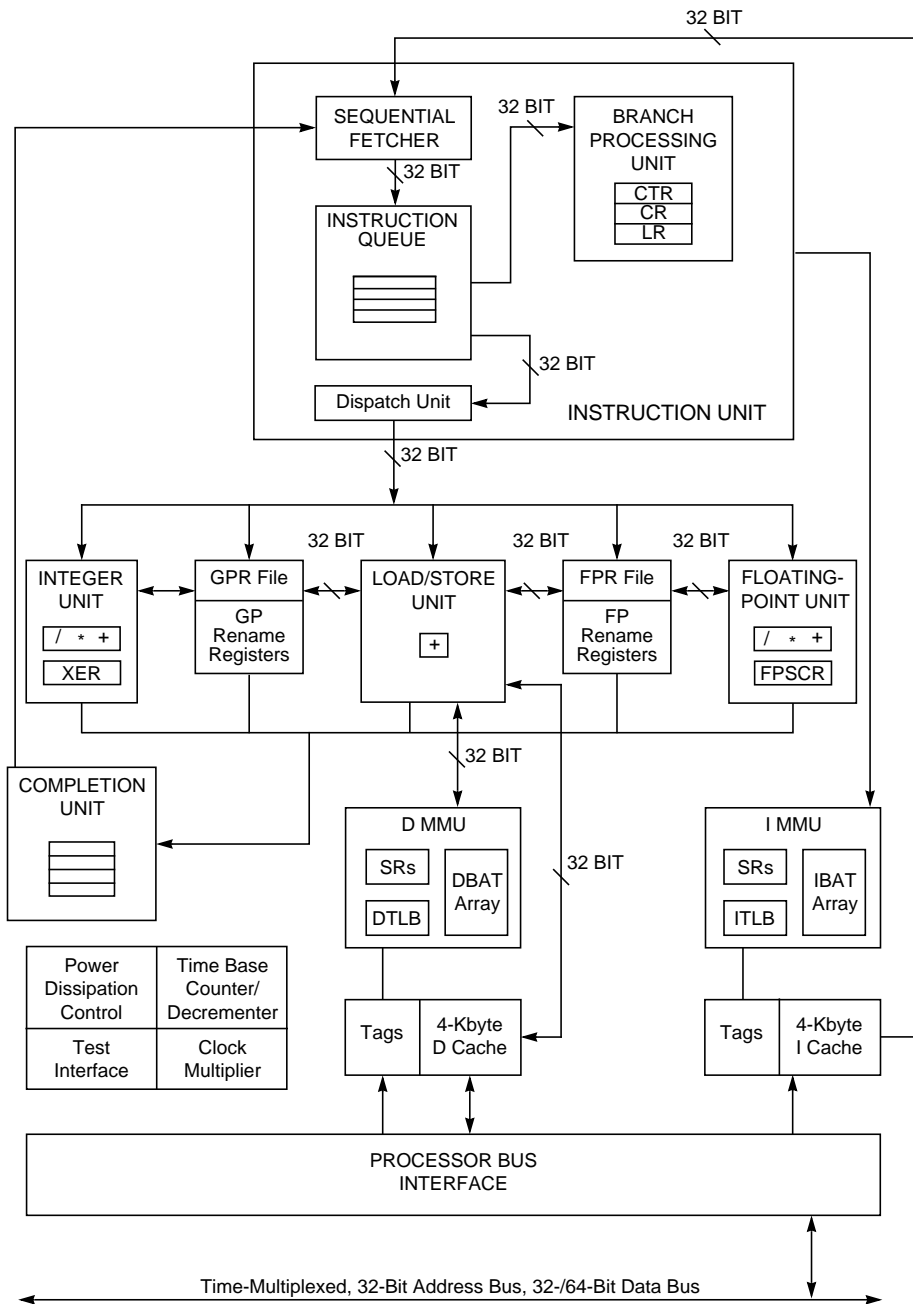 32 BIT
SEQUENTIAL
FETCHER
32 BIT
BRANCH
PROCESSING
UNIT
CTR
CR
LR
32 BIT
INSTRUCTION
QUEUE
32 BIT
Dispatch Unit
INSTRUCTION UNIT
32 BIT
32 BIT
32 BIT
32 BIT
INTEGER
UNIT
/ * +
XER
GPR File
GP
Rename
Registers
LOAD/STORE
UNIT
+
FPR File
FP
Rename
Registers
FLOATING-
POINT UNIT
/ * +
FPSCR
32 BIT
COMPLETION
UNIT
D MMU
SRs
DTLB
DBAT
Array
32 BIT
I MMU
SRs
ITLB
IBAT
Array
Power
Dissipation
Control
Time Base
Counter/
Decrementer
Test
Interface
Clock
Multiplier
Tags
4-Kbyte
D Cache
Tags
4-Kbyte
I Cache
PROCESSOR BUS
INTERFACE
Time-Multiplexed, 32-Bit Address Bus, 32-/64-Bit Data Bus